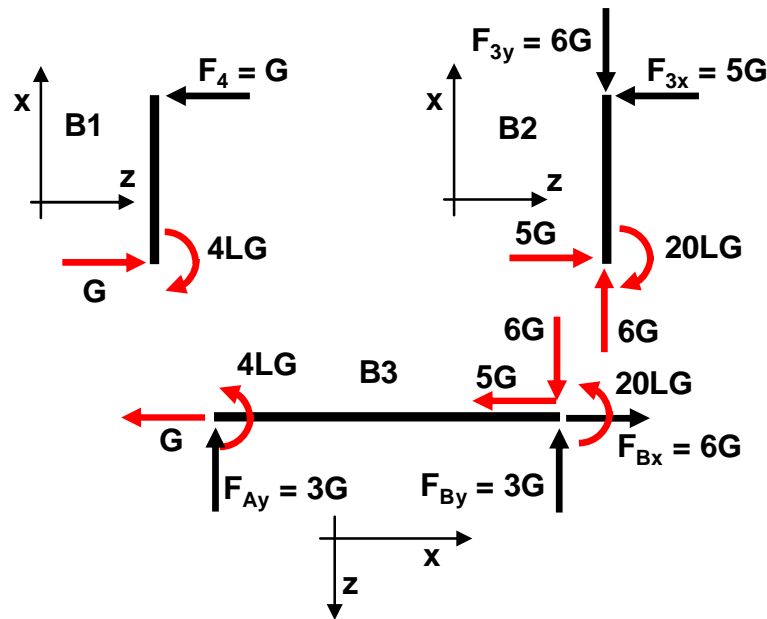 F3y = 6G
F4 = G
F3x = 5G
x
B1
x
B2
z
z
4LG
5G
20LG
G
6G
6G
4LG
B3
5G
20LG
G
FBx = 6G
FAy = 3G
FBy = 3G
x
z